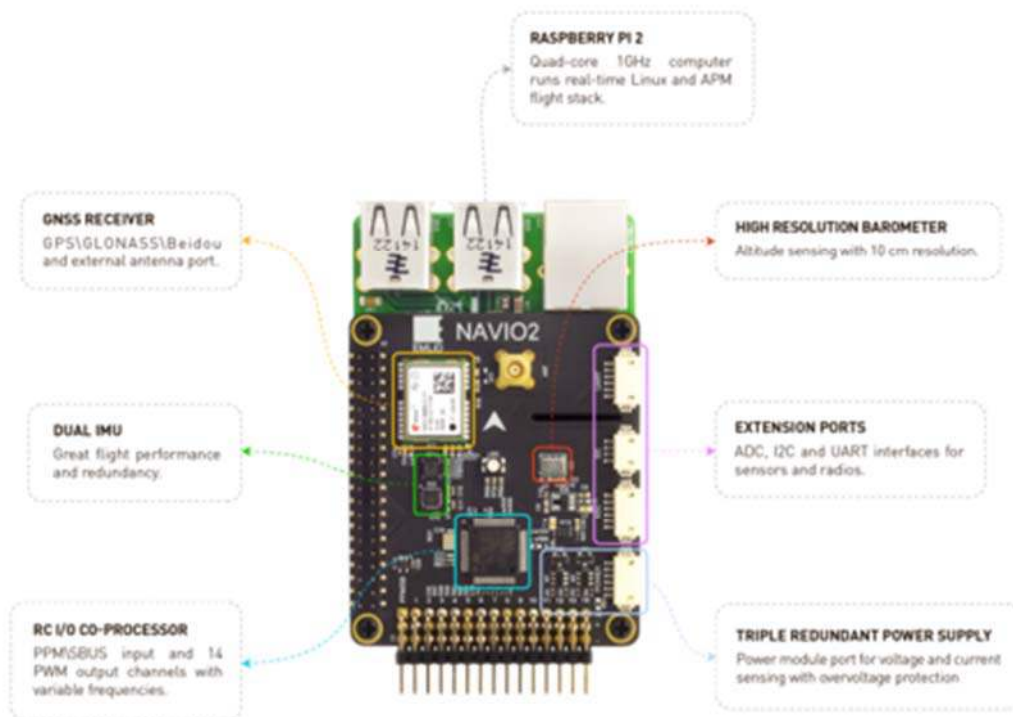 RASPBERRY PI 2
Quad-core 1GHz computer
runs real-time Linux and APM
flight stack.
GNSS RECEIVER
GPS\GLONASS\Beidou
and external antenna port.
HIGH RESOLUTION BAROMETER
Altitude sensing with 10 cm resolution.
14122
14122
NAVIO2
DUAL IMU
Great flight performance
and redundancy.
EXTENSION PORTS
ADC, I2C and UART interfaces for
sensors and radios.
RC I/O CO-PROCESSOR
PPM\SBUS input and 14
PWM output channels with
variable frequencies.
TRIPLE REDUNDANT POWER SUPPLY
Power module port for voltage and current
sensing with overvoltage protection